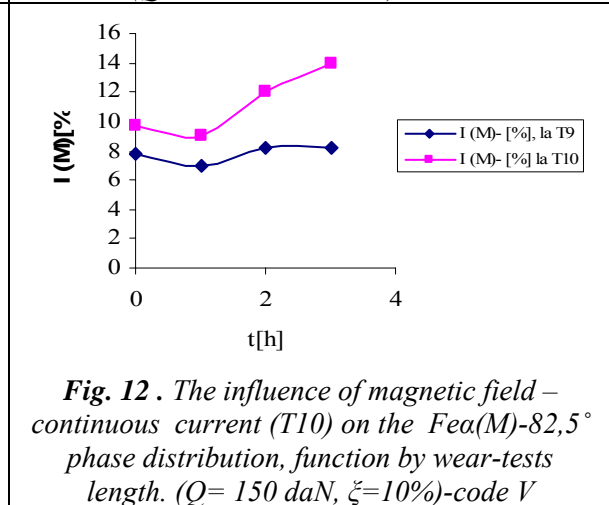 16
14
12
10
8
6
4
2
0
I (M)[%
0
2
4
t[h]
I (M)- [%], la T9
I (M)- [%] la T10
Fig. 12 . The influence of magnetic field –
continuous current (T10) on the Feα(M)-82,5˚
phase distribution, function by wear-tests
length. (Q= 150 daN, ξ=10%)-code V